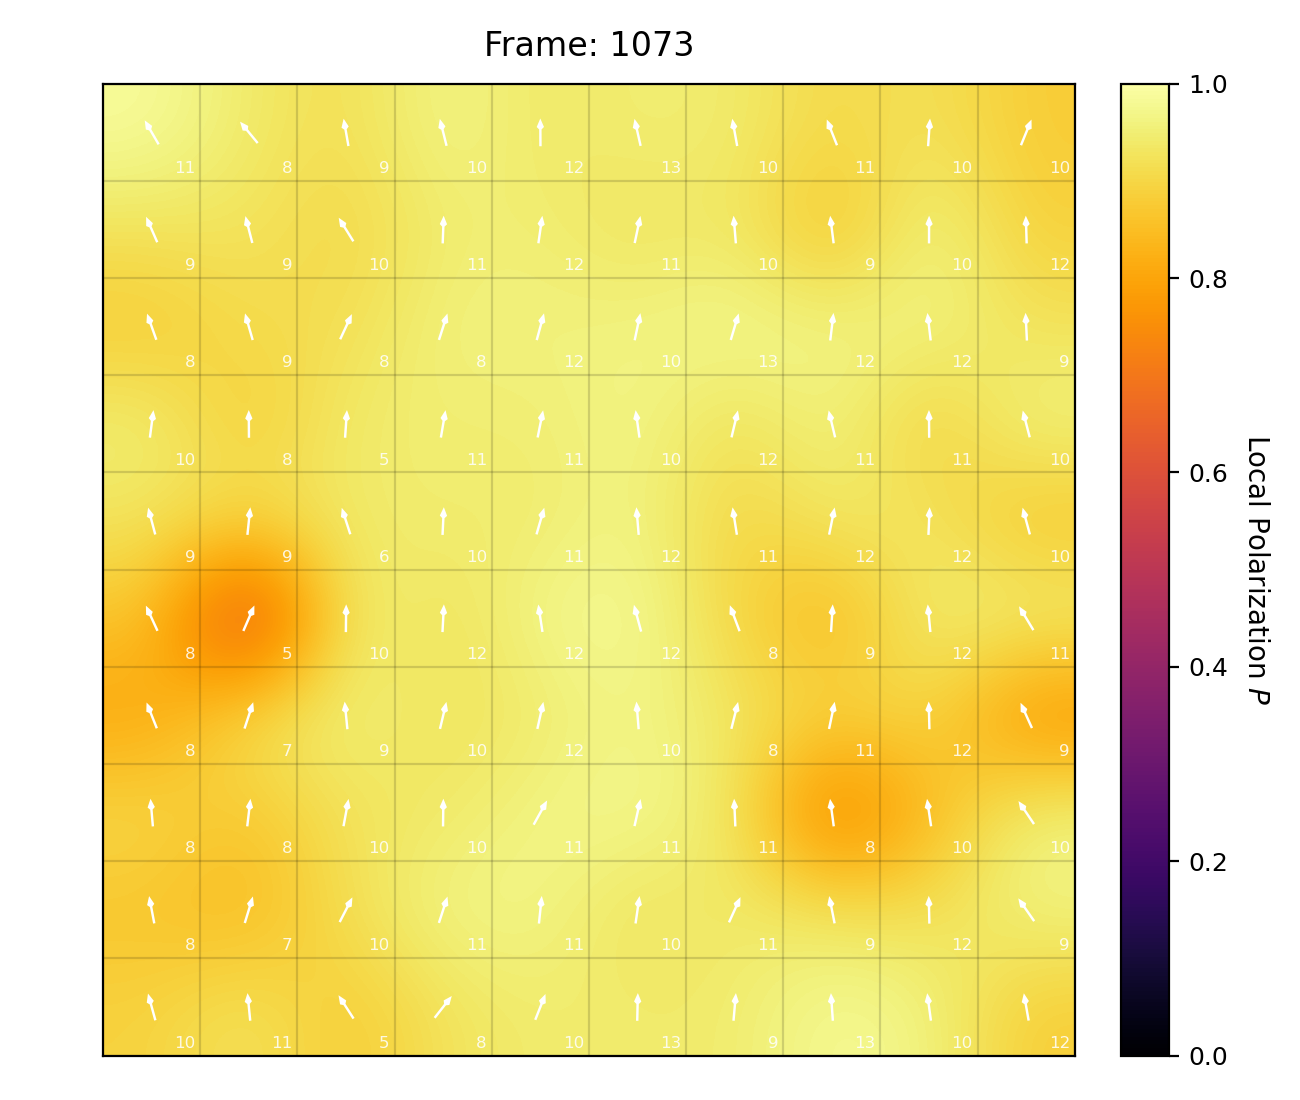 Frame: 1073
11 8 9 10 12 13 10 11 10 10
9 9 10 11 12 11 10 9 10 12
8 9 8 8 12 10 13 12 12 9
10 8 5 11 11 10 12 11 11 10
9 9 6 10 11 12 11 12 12 10
8 5 10 12 12 12 8 9 12 11
8 7 9 10 12 10 8 11 12 9
8 8 10 10 11 11 11 8 10 10
8 7 10 11 11 10 11 9 12 9
10 11 5 8 10 13 9 13 10 12
1.0
0.8
0.6
0.4
0.2
0.0
Local Polarization P